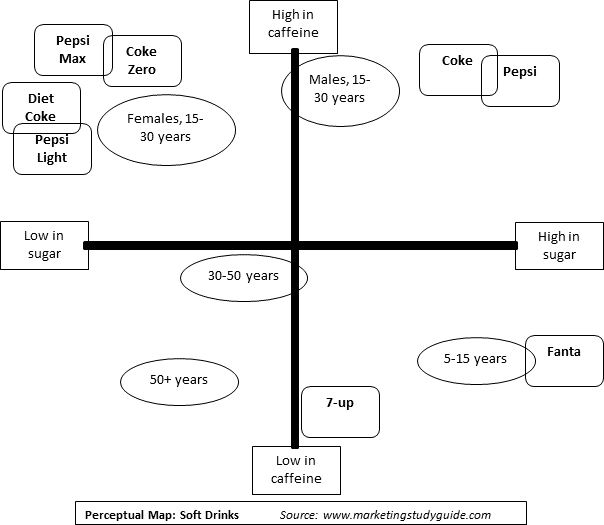 High in
caffeine
Pepsi
Max
Coke
Zero
Coke
Pepsi
Diet
Coke
Pepsi
Light
Females, 15-
30 years
Males, 15-
30 years
Low in
sugar
High in
sugar
30-50 years
50+ years
5-15 years
Fanta
7-up
Low in
caffeine
Perceptual Map: Soft Drinks Source: www.marketingstudyguide.com